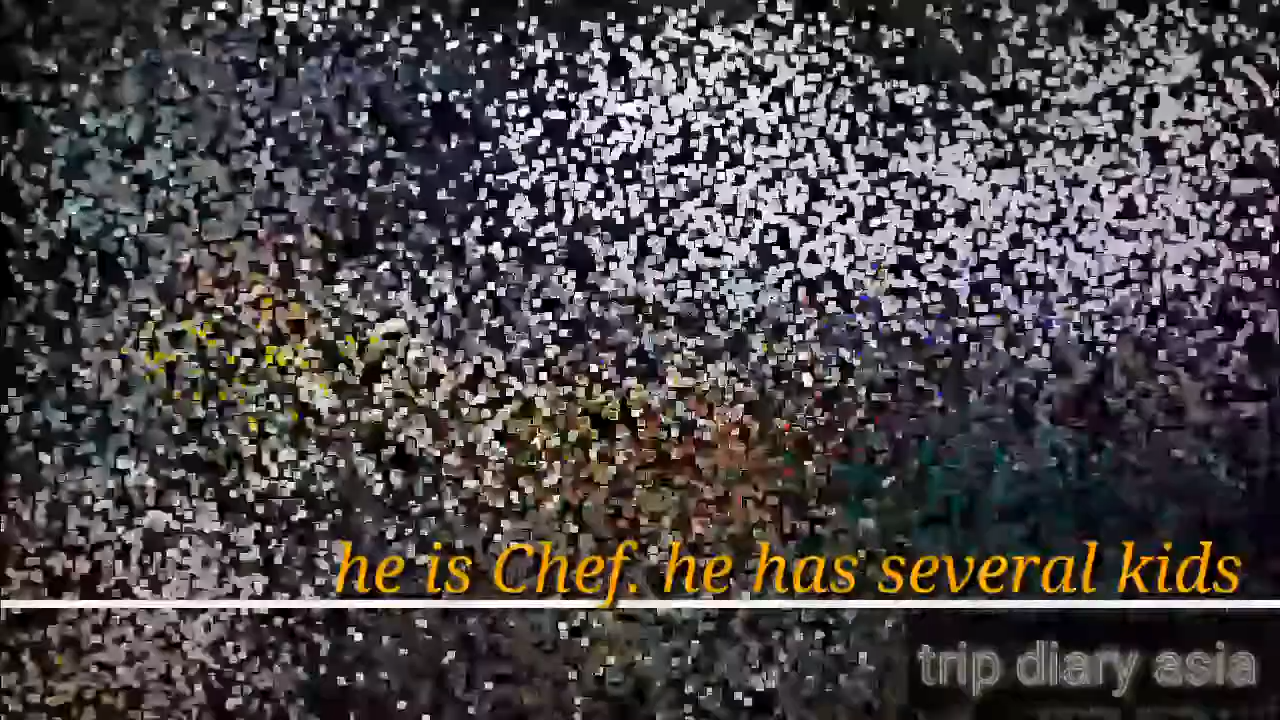 he is Chef. he has several kids
trip diary asia